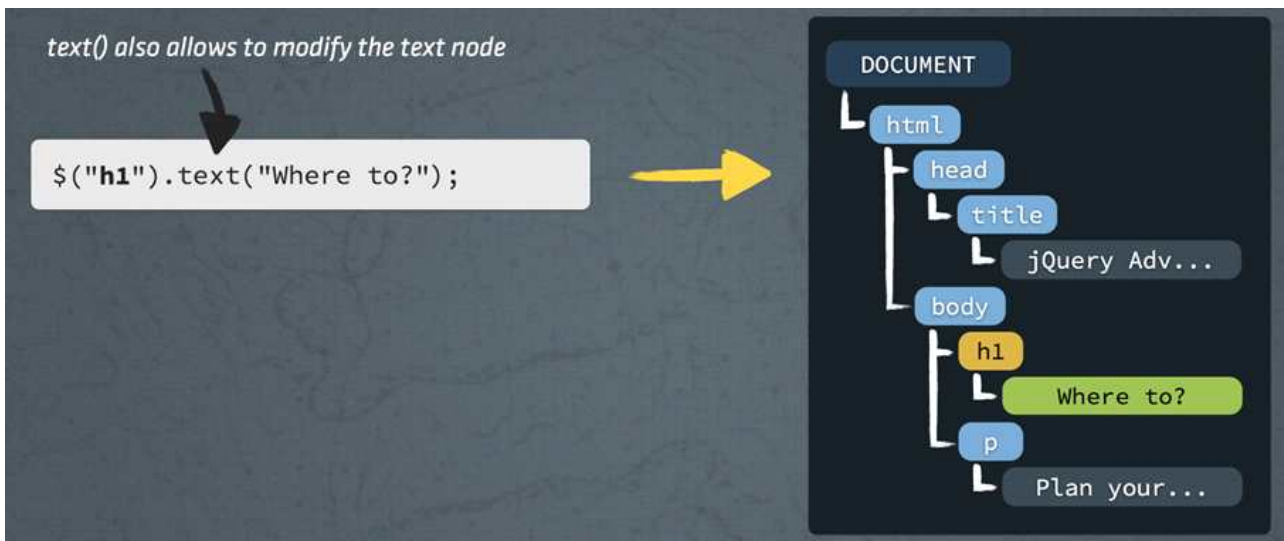 text() also allows to modify the text node
$("h1").text("Where to?");
DOCUMENT
html
head
title
jQuery Adv...
body
h1
Where to?
p
Plan your...